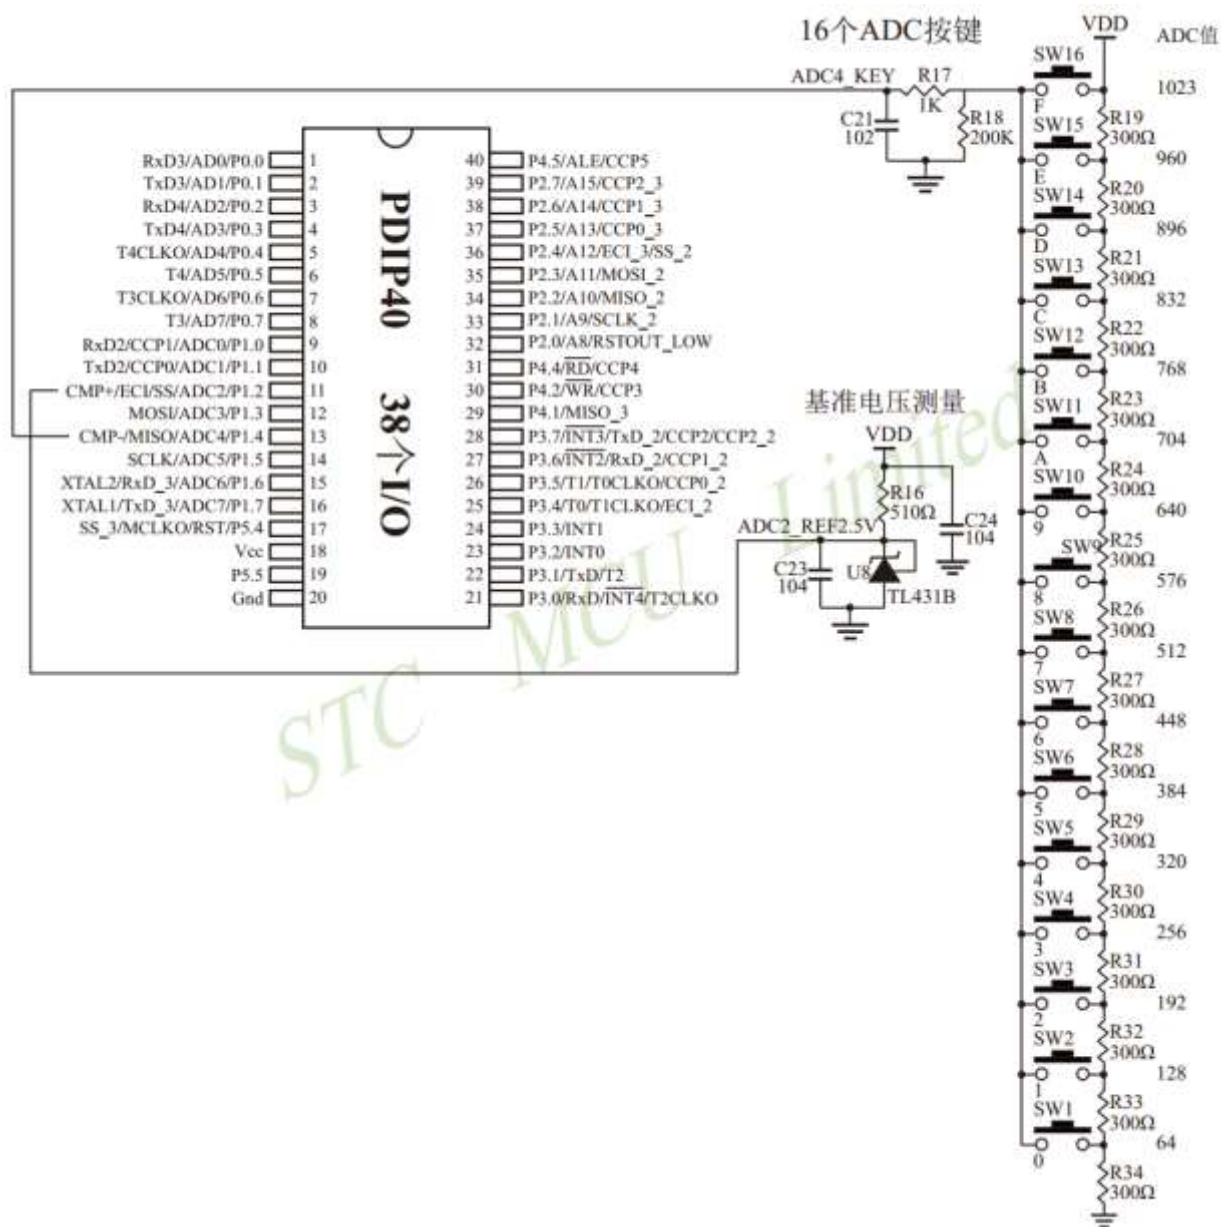 16个ADC按键
VDD
ADC值
ADC4_KEY
R17
1K
C21
102
R18
200K
SW16
F
1023
R19
300Ω
SW15
E
960
R20
300Ω
SW14
D
896
R21
300Ω
SW13
C
832
R22
300Ω
SW12
B
768
R23
300Ω
SW11
A
704
R24
300Ω
SW10
9
640
R25
300Ω
SW9
8
576
R26
300Ω
SW8
7
512
R27
300Ω
SW7
6
448
R28
300Ω
SW6
5
384
R29
300Ω
SW5
4
320
R30
300Ω
SW4
3
256
R31
300Ω
SW3
2
192
R32
300Ω
SW2
1
128
R33
300Ω
SW1
0
64
R34
300Ω
PDIP40 38个I/O
RxD3/AD0/P0.0 1
TxD3/AD1/P0.1 2
RxD4/AD2/P0.2 3
TxD4/AD3/P0.3 4
T4CLKO/AD4/P0.4 5
T4/AD5/P0.5 6
T3CLKO/AD6/P0.6 7
T3/AD7/P0.7 8
RxD2/CCP1/ADC0/P1.0 9
TxD2/CCP0/ADC1/P1.1 10
CMP+/ECI/SS/ADC2/P1.2 11
MOSI/ADC3/P1.3 12
CMP-/MISO/ADC4/P1.4 13
SCLK/ADC5/P1.5 14
XTAL2/RxD_3/ADC6/P1.6 15
XTAL1/TxD_3/ADC7/P1.7 16
SS_3/MCLKO/RST/P5.4 17
Vcc 18
P5.5 19
Gnd 20
40 P4.5/ALE/CCP5
39 P2.7/A15/CCP2_3
38 P2.6/A14/CCP1_3
37 P2.5/A13/CCP0_3
36 P2.4/A12/ECI_3/SS_2
35 P2.3/A11/MOSI_2
34 P2.2/A10/MISO_2
33 P2.1/A9/SCLK_2
32 P2.0/A8/RSTOUT_LOW
31 P4.4/RD/CCP4
30 P4.2/WR/CCP3
29 P4.1/MISO_3
28 P3.7/INT3/TxD_2/CCP2/CCP2_2
27 P3.6/INT2/RxD_2/CCP1_2
26 P3.5/T1/T0CLKO/CCP0_2
25 P3.4/T0/T1CLKO/ECI_2
24 P3.3/INT1
23 P3.2/INT0
22 P3.1/TxD/T2
21 P3.0/RxD/INT4/T2CLKO
基准电压测量
VDD
R16
510Ω
C24
104
ADC2_REF2.5V
C23
104
U8
TL431B
STC MCU Limited